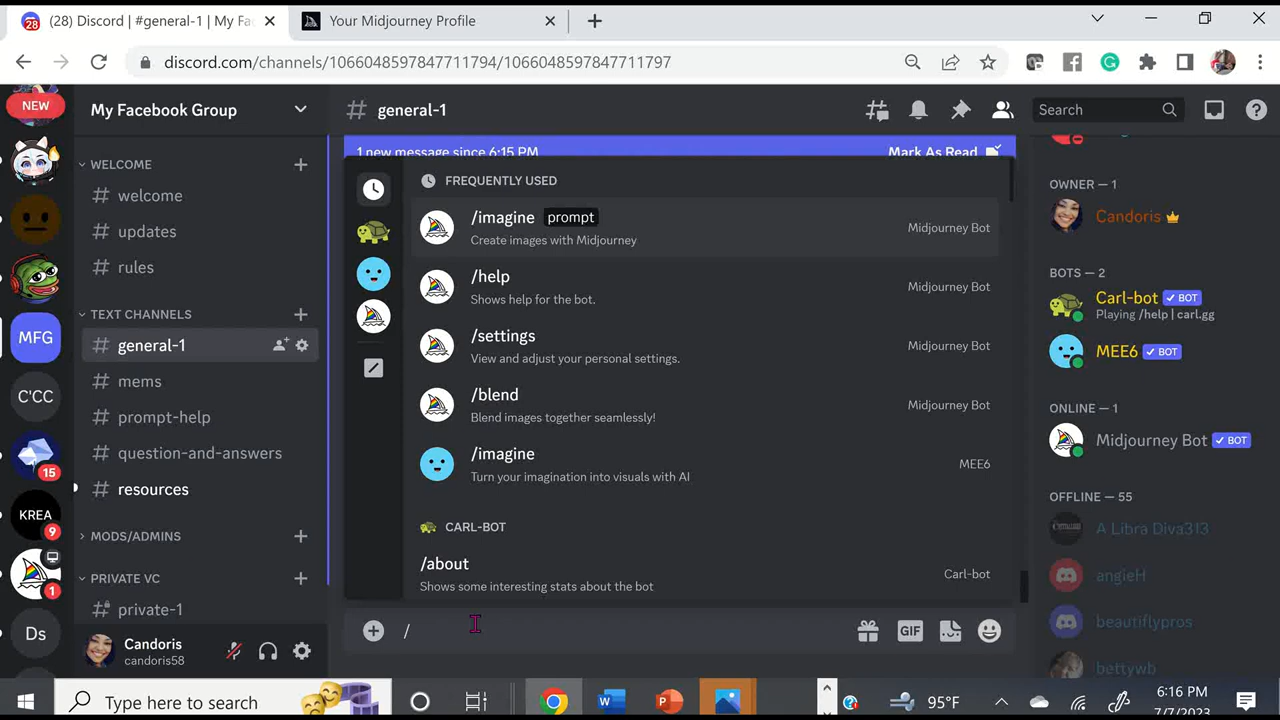 (28) Discord | #general-1 | My Fa
Your Midjourney Profile
discord.com/channels/1066048597847711794/1066048597847711797
NEW
My Facebook Group
general-1
Search
1 new message since 6:15 PM
Mark As Read
WELCOME
welcome
updates
rules
TEXT CHANNELS
general-1
mems
prompt-help
question-and-answers
resources
MODS/ADMINS
PRIVATE VC
private-1
MFG
C'CC
15
KREA
9
1
Ds
Candoris
candoris58
FREQUENTLY USED
/imagine prompt
Create images with Midjourney
Midjourney Bot
/help
Shows help for the bot.
Midjourney Bot
/settings
View and adjust your personal settings.
Midjourney Bot
/blend
Blend images together seamlessly!
Midjourney Bot
/imagine
Turn your imagination into visuals with AI
MEE6
CARL-BOT
/about
Shows some interesting stats about the bot
Carl-bot
/
GIF
OWNER — 1
Candoris
BOTS — 2
Carl-bot BOT
Playing /help | carl.gg
MEE6 BOT
ONLINE — 1
Midjourney Bot BOT
OFFLINE — 55
A Libra Diva313
angieH
beautiflypros
bettywb
Type here to search
95°F
6:16 PM
7/7/2023